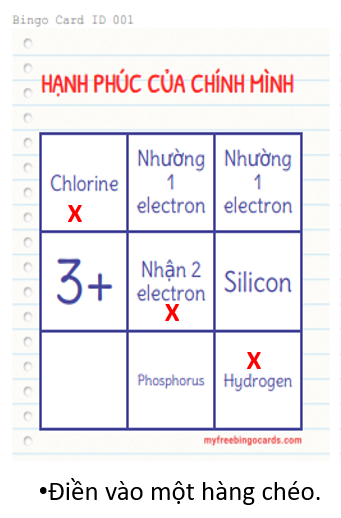 Bingo Card ID 001
HẠNH PHÚC CỦA CHÍNH MÌNH
Chlorine
X
Nhường
1
electron
Nhường
1
electron
3+
Nhận 2
electron
X
Silicon
Phosphorus
X
Hydrogen
myfreebingocards.com
•Điền vào một hàng chéo.